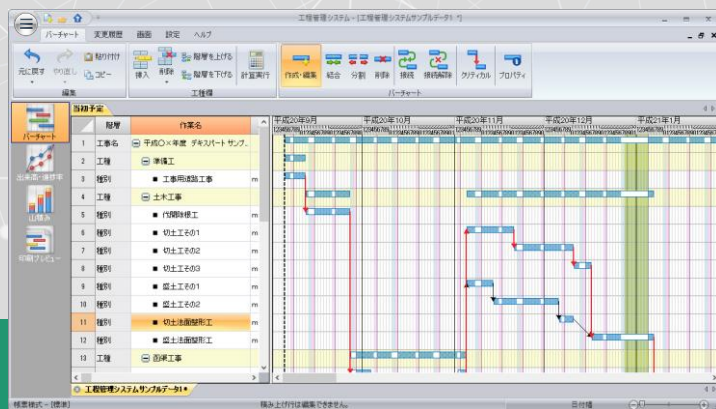 工程管理システム - [工程管理システムサンプルデータ1 *]
バーチャート 変更履歴 画面 設定 ヘルプ
元に戻す やり直し 貼り付け コピー
挿入 削除 階層を上げる 階層を下げる 計算実行
作成・編集 結合 分割 削除 接続 接続解除 クリティカル プロパティ
編集 工種欄 バーチャート
バーチャート
出来高・進捗率
山積み
印刷プレビュー
当初予定
階層 作業名 平成20年9月 平成20年10月 平成20年11月 平成20年12月 平成21年1月
1 工事名 平成○×年度 デキスパートサンプ.
2 工種 準備工
3 種別 工事用道路工事 m
4 工種 土木工事
5 種別 代開除根工 m
6 種別 切土工その1 m
7 種別 切土工その2 m
8 種別 切土工その3 m
9 種別 盛土工その1 m
10 種別 盛土工その2 m
11 種別 切土法面整形工 m
12 種別 盛土法面整形工 m
13 工種 函渠工事
工程管理システムサンプルデータ1*
帳票様式 - [標準] 積み上げ行は編集できません。 日付幅